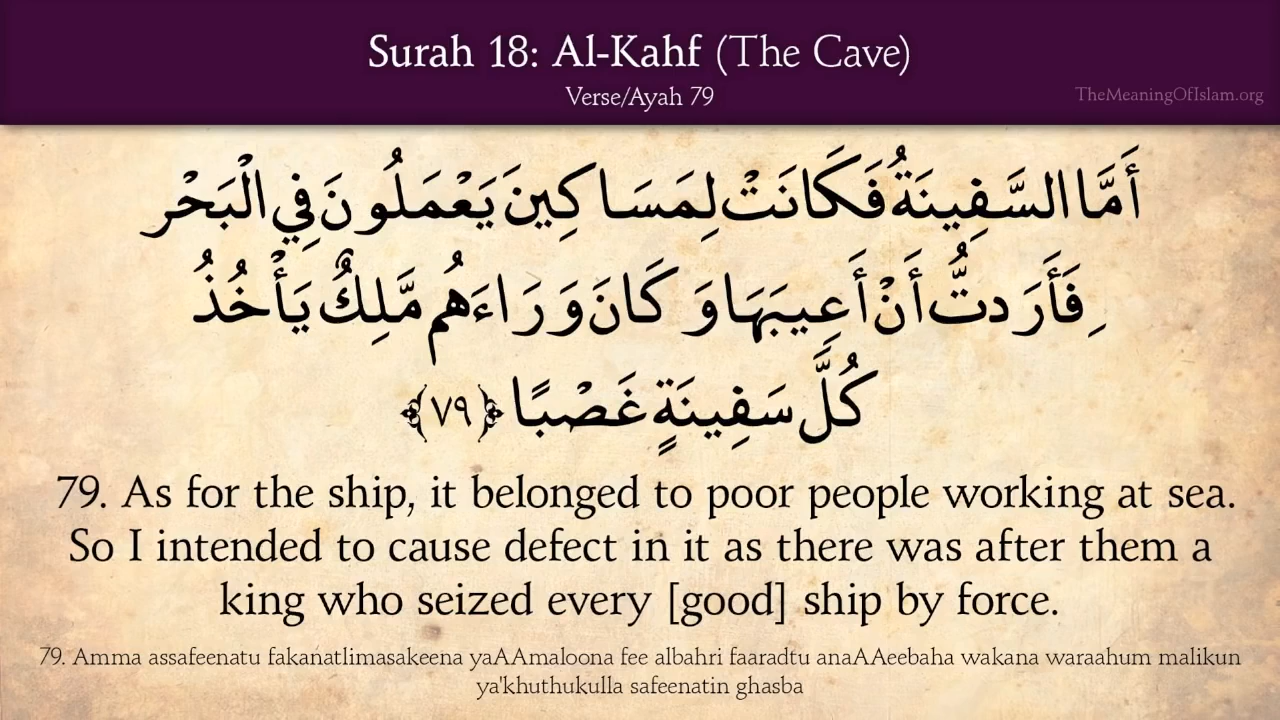 Surah 18: Al-Kahf (The Cave)
Verse/Ayah 79
TheMeaningOfIslam.org
أَمَّا السَّفِينَةُ فَكَانَتْ لِمَسَاكِينَ يَعْمَلُونَ فِي الْبَحْرِ
فَأَرَدتُّ أَنْ أَعِيبَهَا وَكَانَ وَرَاءَهُم مَّلِكٌ يَأْخُذُ
كُلَّ سَفِينَةٍ غَصْبًا ﴿٧٩﴾
79. As for the ship, it belonged to poor people working at sea.
So I intended to cause defect in it as there was after them a
king who seized every [good] ship by force.
79. Amma assafeenatu fakanatlimasakeena yaAAmaloona fee albahri faaradtu anaAAeebaha wakana waraahum malikun
ya'khuthukulla safeenatin ghasba